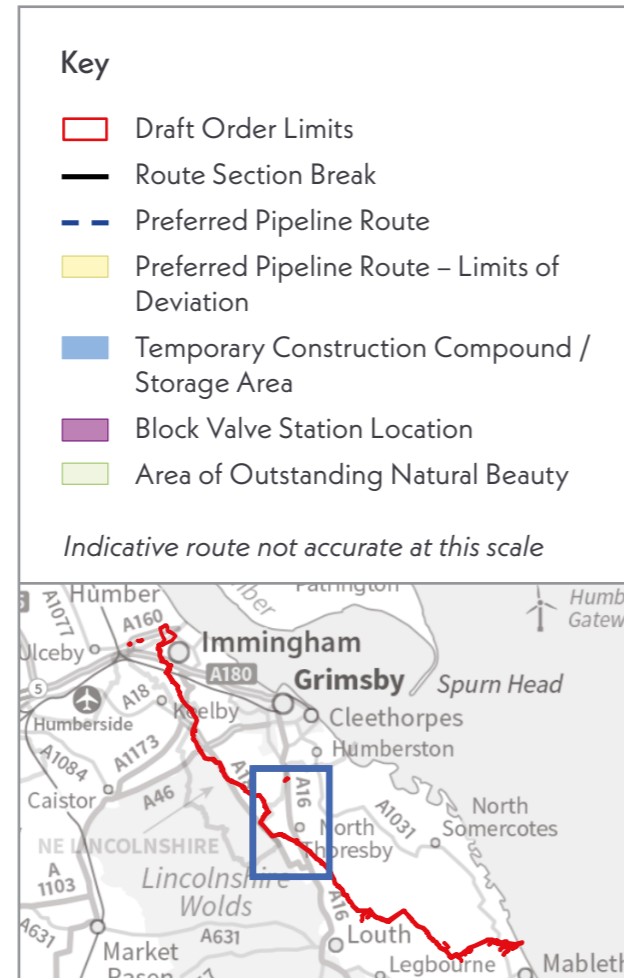 Key
Draft Order Limits
Route Section Break
Preferred Pipeline Route
Preferred Pipeline Route – Limits of
Deviation
Temporary Construction Compound /
Storage Area
Block Valve Station Location
Area of Outstanding Natural Beauty
Indicative route not accurate at this scale
Humber
A160
A1077
Ulceby
Immingham
A180
Grimsby
Spurn Head
5
A18
Keelby
Cleethorpes
Humberside
A1173
Humberston
A1084
Caistor
A46
A16
A1031
North
Somercotes
North
Thoresby
NE LINCOLNSHIRE
A
1103
Lincolnshire
Wolds
A16
A631
A631
Louth
Market
Legbourne